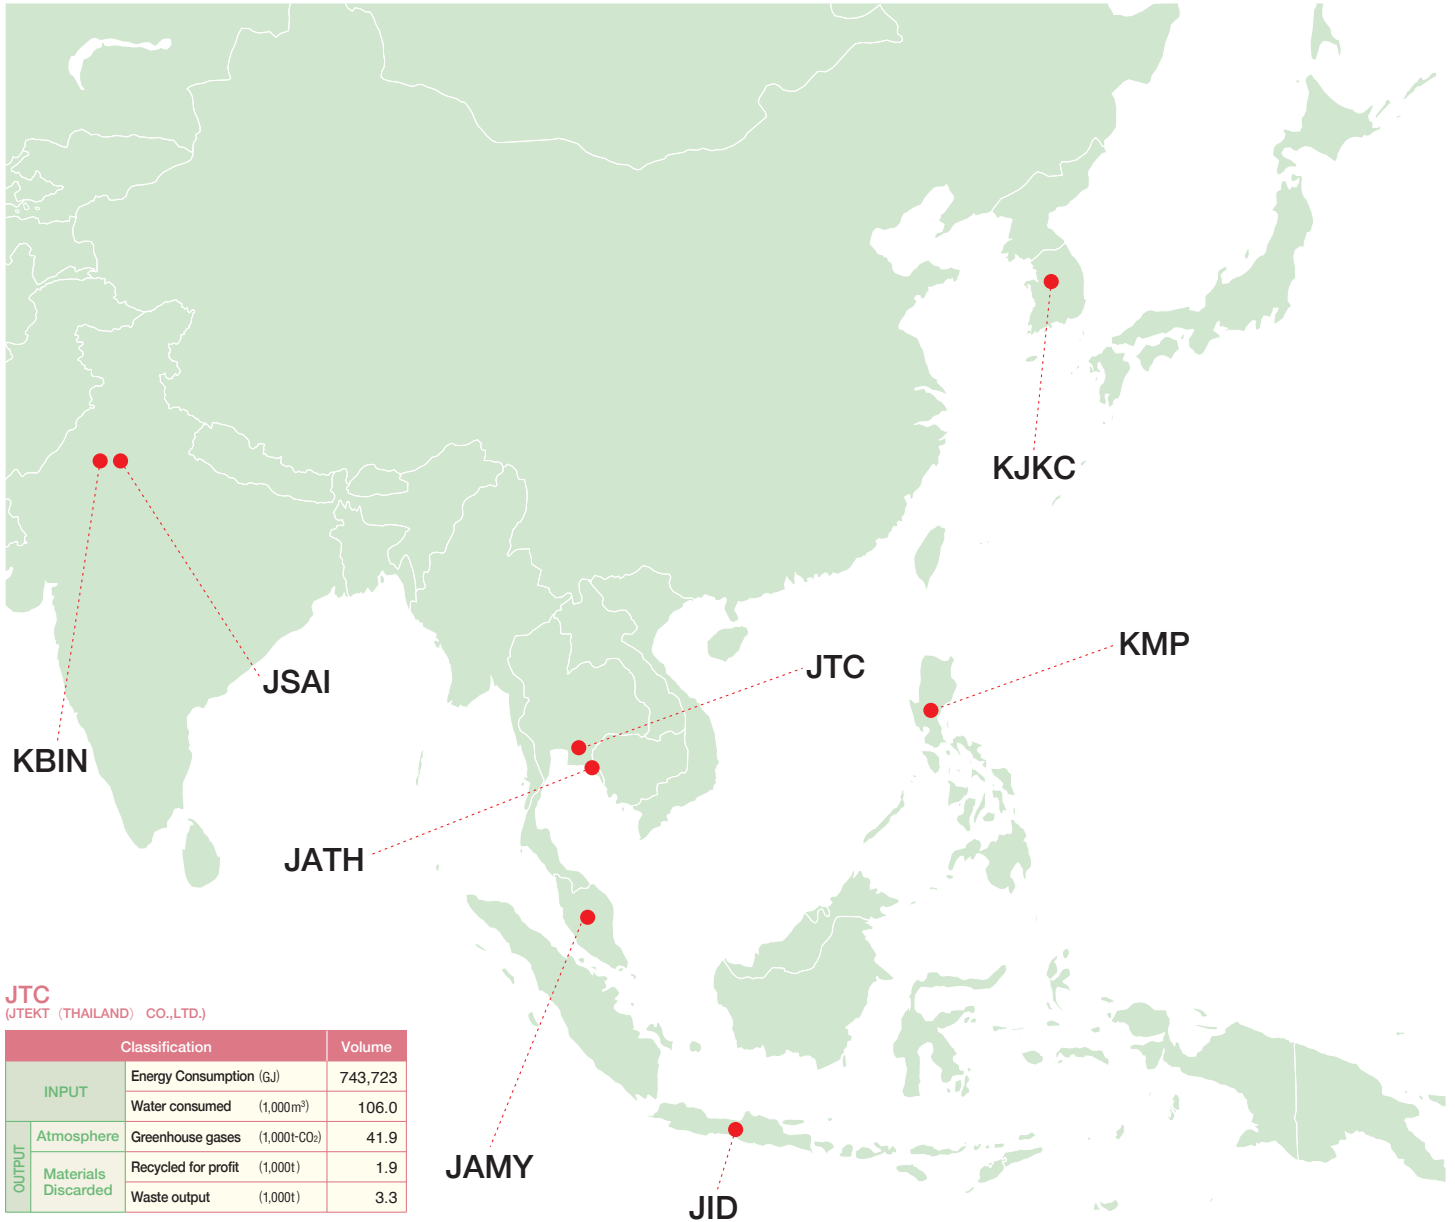 KJKC
KMP
JTC
JSAI
KBIN
JATH
JAMY
JID
JTC
(JTEKT (THAILAND) CO.,LTD.)
Classification Volume
INPUT Energy Consumption (GJ) 743,723
Water consumed (1,000m³) 106.0
OUTPUT Atmosphere Greenhouse gases (1,000t-CO₂) 41.9
Materials Discarded Recycled for profit (1,000t) 1.9
Waste output (1,000t) 3.3